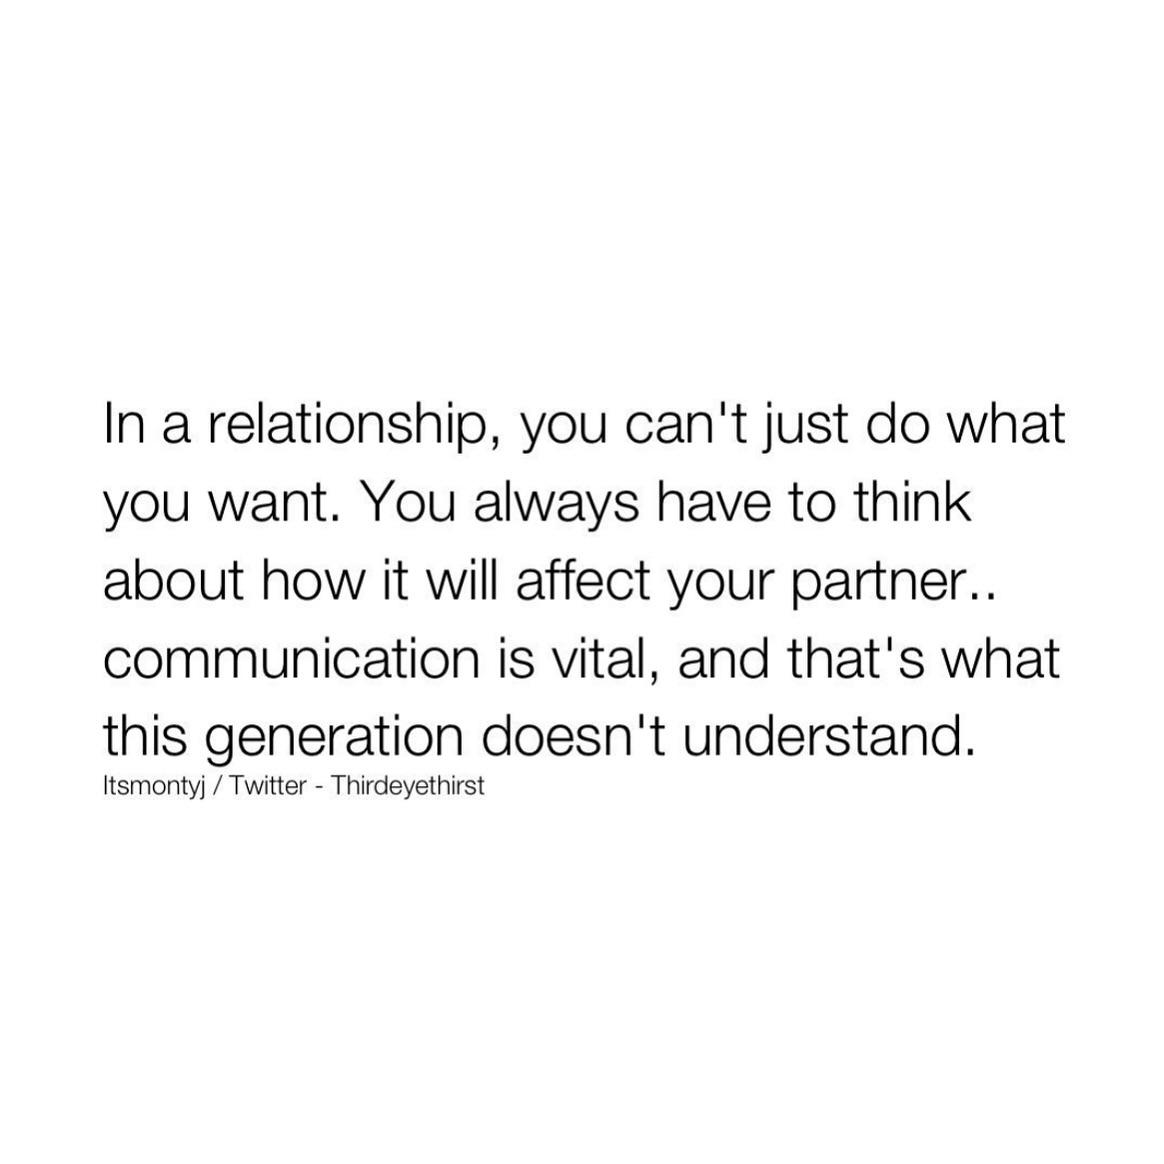 In a relationship, you can't just do what
you want. You always have to think
about how it will affect your partner..
communication is vital, and that's what
this generation doesn't understand.
Itsmontyj / Twitter - Thirdeyethirst